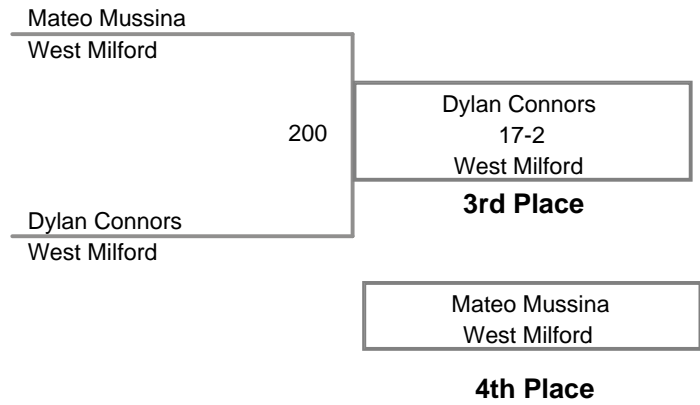 Mateo Mussina
West Milford
200
Dylan Connors
17-2
West Milford
3rd Place
Dylan Connors
West Milford
Mateo Mussina
West Milford
4th Place